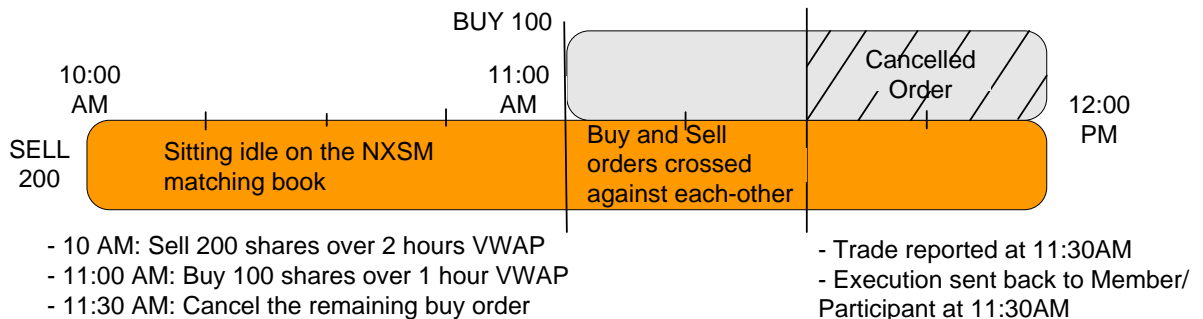 BUY 100
Cancelled
Order
10:00
AM
11:00
AM
12:00
PM
SELL
200
Sitting idle on the NXSM
matching book
Buy and Sell
orders crossed
against each-other
- 10 AM: Sell 200 shares over 2 hours VWAP
- 11:00 AM: Buy 100 shares over 1 hour VWAP
- 11:30 AM: Cancel the remaining buy order
- Trade reported at 11:30AM
- Execution sent back to Member/
Participant at 11:30AM